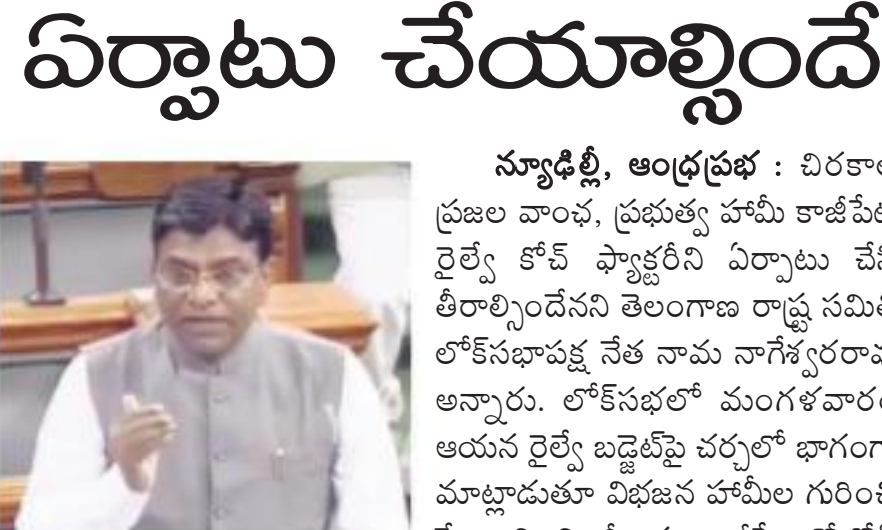 ఏర్పాటు చేయాల్సిందే
న్యూఢిల్లీ, ఆంధ్రప్రభ : చిరకాల
ప్రజల వాంఛ, ప్రభుత్వ హామీ కాజీపేట
రైల్వే కోచ్ ఫ్యాక్టరీని ఏర్పాటు చేసి
తీరాల్సిందేనని తెలంగాణ రాష్ట్ర సమితి
లోక్‌సభాపక్ష నేత నామ నాగేశ్వరరావు
అన్నారు. లోక్‌సభలో మంగళవారం
ఆయన రైల్వే బడ్జెట్‌పై చర్చలో భాగంగా
మాట్లాడుతూ విభజన హామీల గురించి